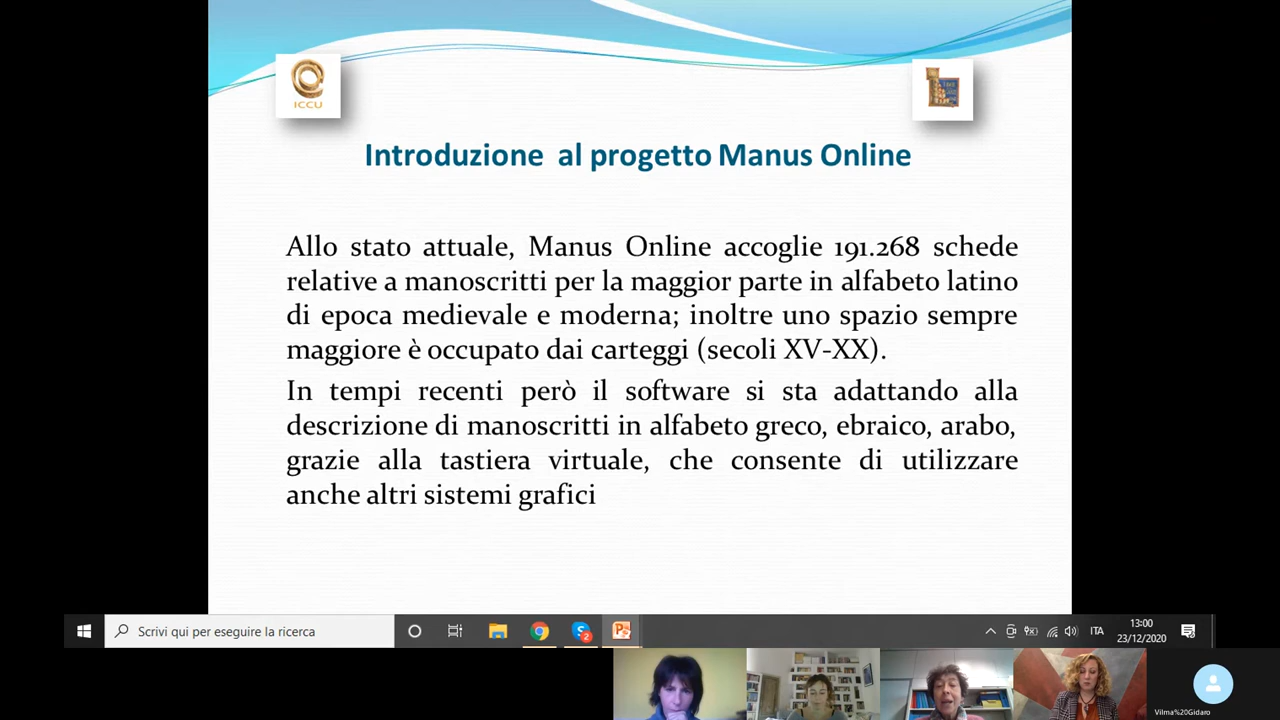 ICCU
Introduzione al progetto Manus Online
Allo stato attuale, Manus Online accoglie 191.268 schede
relative a manoscritti per la maggior parte in alfabeto latino
di epoca medievale e moderna; inoltre uno spazio sempre
maggiore è occupato dai carteggi (secoli XV-XX).
In tempi recenti però il software si sta adattando alla
descrizione di manoscritti in alfabeto greco, ebraico, arabo,
grazie alla tastiera virtuale, che consente di utilizzare
anche altri sistemi grafici
Scrivi qui per eseguire la ricerca
2
ITA
13:00
23/12/2020
Vilma%20Gidaro